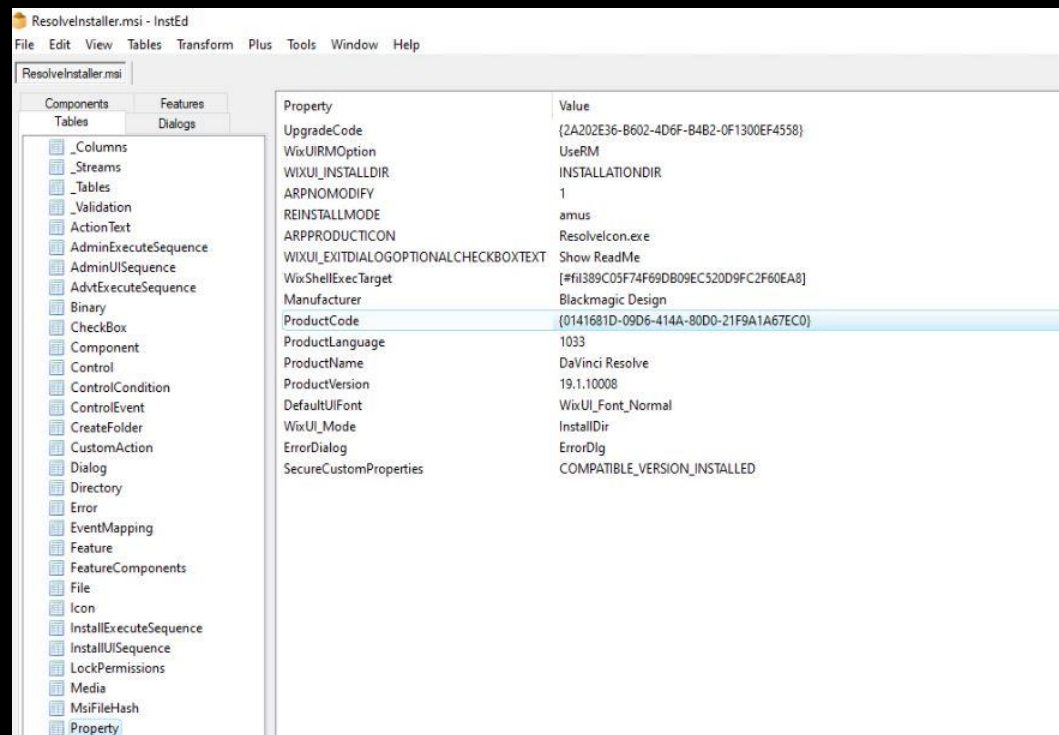 ResolveInstaller.msi - InstEd
File Edit View Tables Transform Plus Tools Window Help
ResolveInstaller.msi
Components Features
Tables Dialogs
_Columns
_Streams
_Tables
_Validation
ActionText
AdminExecuteSequence
AdminUISequence
AdvtExecuteSequence
Binary
CheckBox
Component
Control
ControlCondition
ControlEvent
CreateFolder
CustomAction
Dialog
Directory
Error
EventMapping
Feature
FeatureComponents
File
Icon
InstallExecuteSequence
InstallUISequence
LockPermissions
Media
MsiFileHash
Property
Property Value
UpgradeCode {2A202E36-B602-4D6F-B4B2-0F1300EF4558}
WixUIRMOption UseRM
WIXUI_INSTALLDIR INSTALLATIONDIR
ARPNOMODIFY 1
REINSTALLMODE amus
ARPPRODUCTICON ResolveIcon.exe
WIXUI_EXITDIALOGOPTIONALCHECKBOXTEXT Show ReadMe
WixShellExecTarget [#fil389C05F74F69DB09EC520D9FC2F60EA8]
Manufacturer Blackmagic Design
ProductCode {0141681D-09D6-414A-80D0-21F9A1A67EC0}
ProductLanguage 1033
ProductName DaVinci Resolve
ProductVersion 19.1.10008
DefaultUIFont WixUI_Font_Normal
WixUI_Mode InstallDir
ErrorDialog ErrorDlg
SecureCustomProperties COMPATIBLE_VERSION_INSTALLED